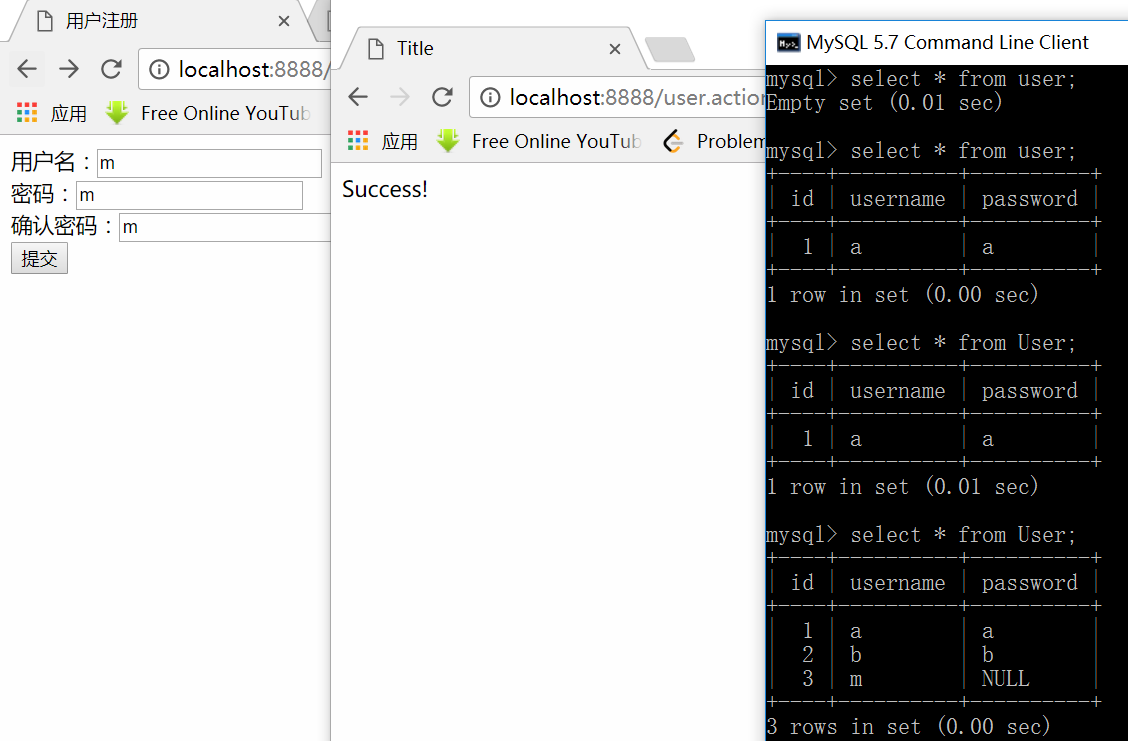 用户注册
localhost:8888/
应用 Free Online YouTub
用户名：m
密码：m
确认密码：m
提交
Title
localhost:8888/user.action
应用 Free Online YouTub Problem
Success!
MySQL 5.7 Command Line Client
mysql> select * from user;
Empty set (0.01 sec)
mysql> select * from user;
+----+----------+----------+
| id | username | password |
+----+----------+----------+
| 1 | a | a |
+----+----------+----------+
1 row in set (0.00 sec)
mysql> select * from User;
+----+----------+----------+
| id | username | password |
+----+----------+----------+
| 1 | a | a |
+----+----------+----------+
1 row in set (0.01 sec)
mysql> select * from User;
+----+----------+----------+
| id | username | password |
+----+----------+----------+
| 1 | a | a |
| 2 | b | b |
| 3 | m | NULL |
+----+----------+----------+
3 rows in set (0.00 sec)